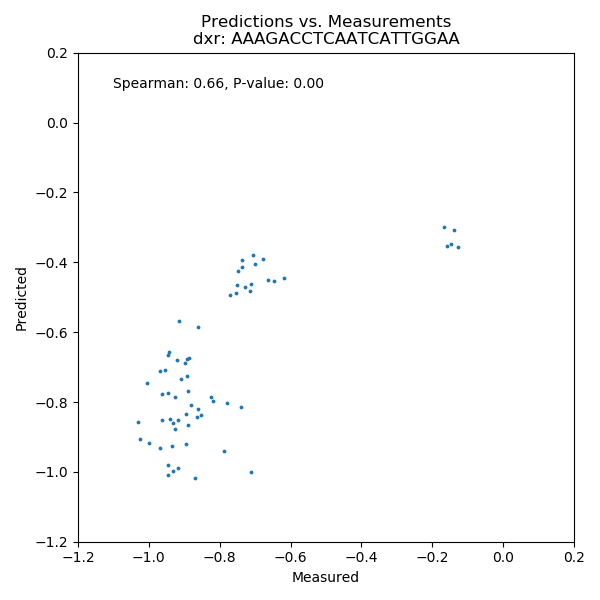 Predictions vs. Measurements
dxr: AAAGACCTCAATCATTGGAA
Spearman: 0.66, P-value: 0.00
0.2
0.0
−0.2
−0.4
−0.6
−0.8
−1.0
−1.2
Predicted
−1.2 −1.0 −0.8 −0.6 −0.4 −0.2 0.0 0.2
Measured